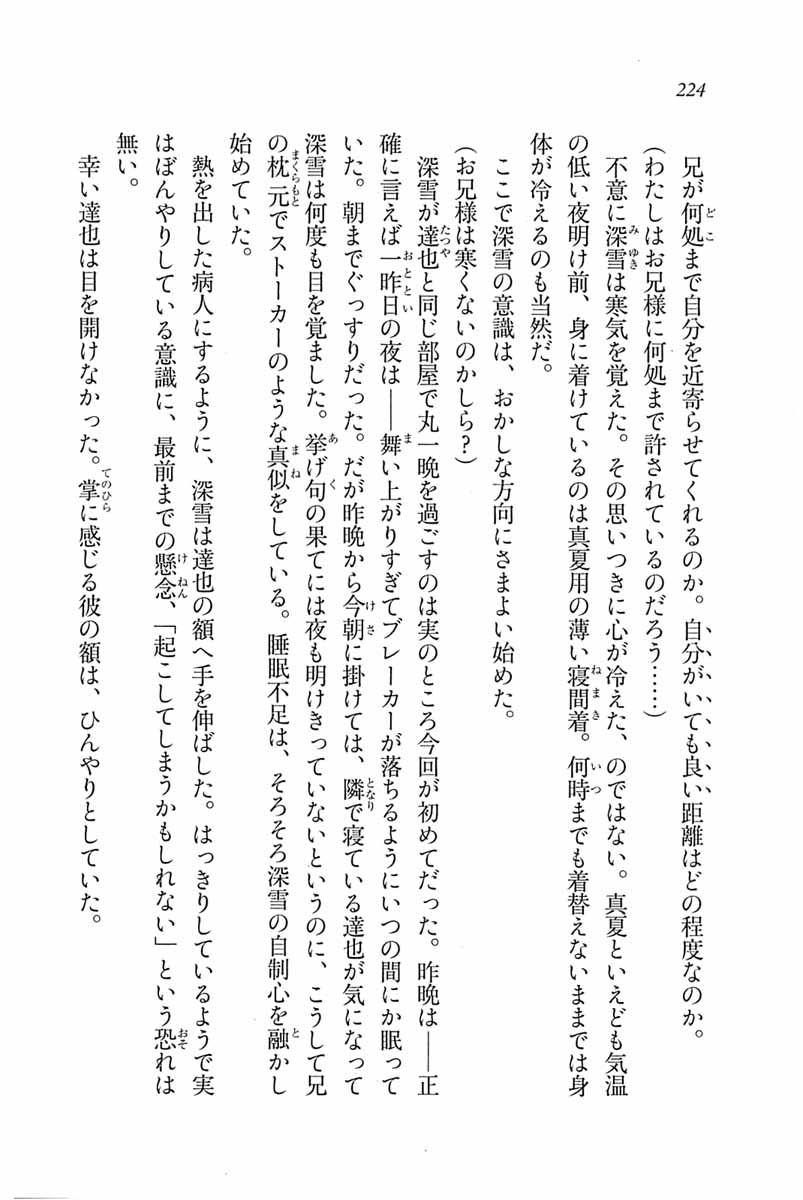 224
兄が何処まで自分を近寄らせてくれるのか。自分がいても良い距離はどの程度なのか。
(わたしはお兄様に何処まで許されているのだろう……)
不意に深雪は寒気を覚えた。その思いつきに心が冷えた、のではない。真夏といえども気温
の低い夜明け前、身に着けているのは真夏用の薄い寝間着。何時までも着替えないままでは身
体が冷えるのも当然だ。
ここで深雪の意識は、おかしな方向にさまよい始めた。
(お兄様は寒くないのかしら?)
深雪が達也と同じ部屋で丸一晩を過ごすのは実のところ今回が初めてだった。昨晩は――正
確に言えば一昨日の夜は――舞い上がりすぎてブレーカーが落ちるようにいつの間にか眠って
いた。朝までぐっすりだった。だが昨晩から今朝に掛けては、隣で寝ている達也が気になって
深雪は何度も目を覚ました。挙げ句の果てには夜も明けきっていないというのに、こうして兄
の枕元でストーカーのような真似をしている。睡眠不足は、そろそろ深雪の自制心を融かし
始めていた。
熱を出した病人にするように、深雪は達也の額へ手を伸ばした。はっきりしているようで実
はぼんやりしている意識に、最前までの懸念、「起こしてしまうかもしれない」という恐れは
無い。
幸い達也は目を開けなかった。掌に感じる彼の額は、ひんやりとしていた。